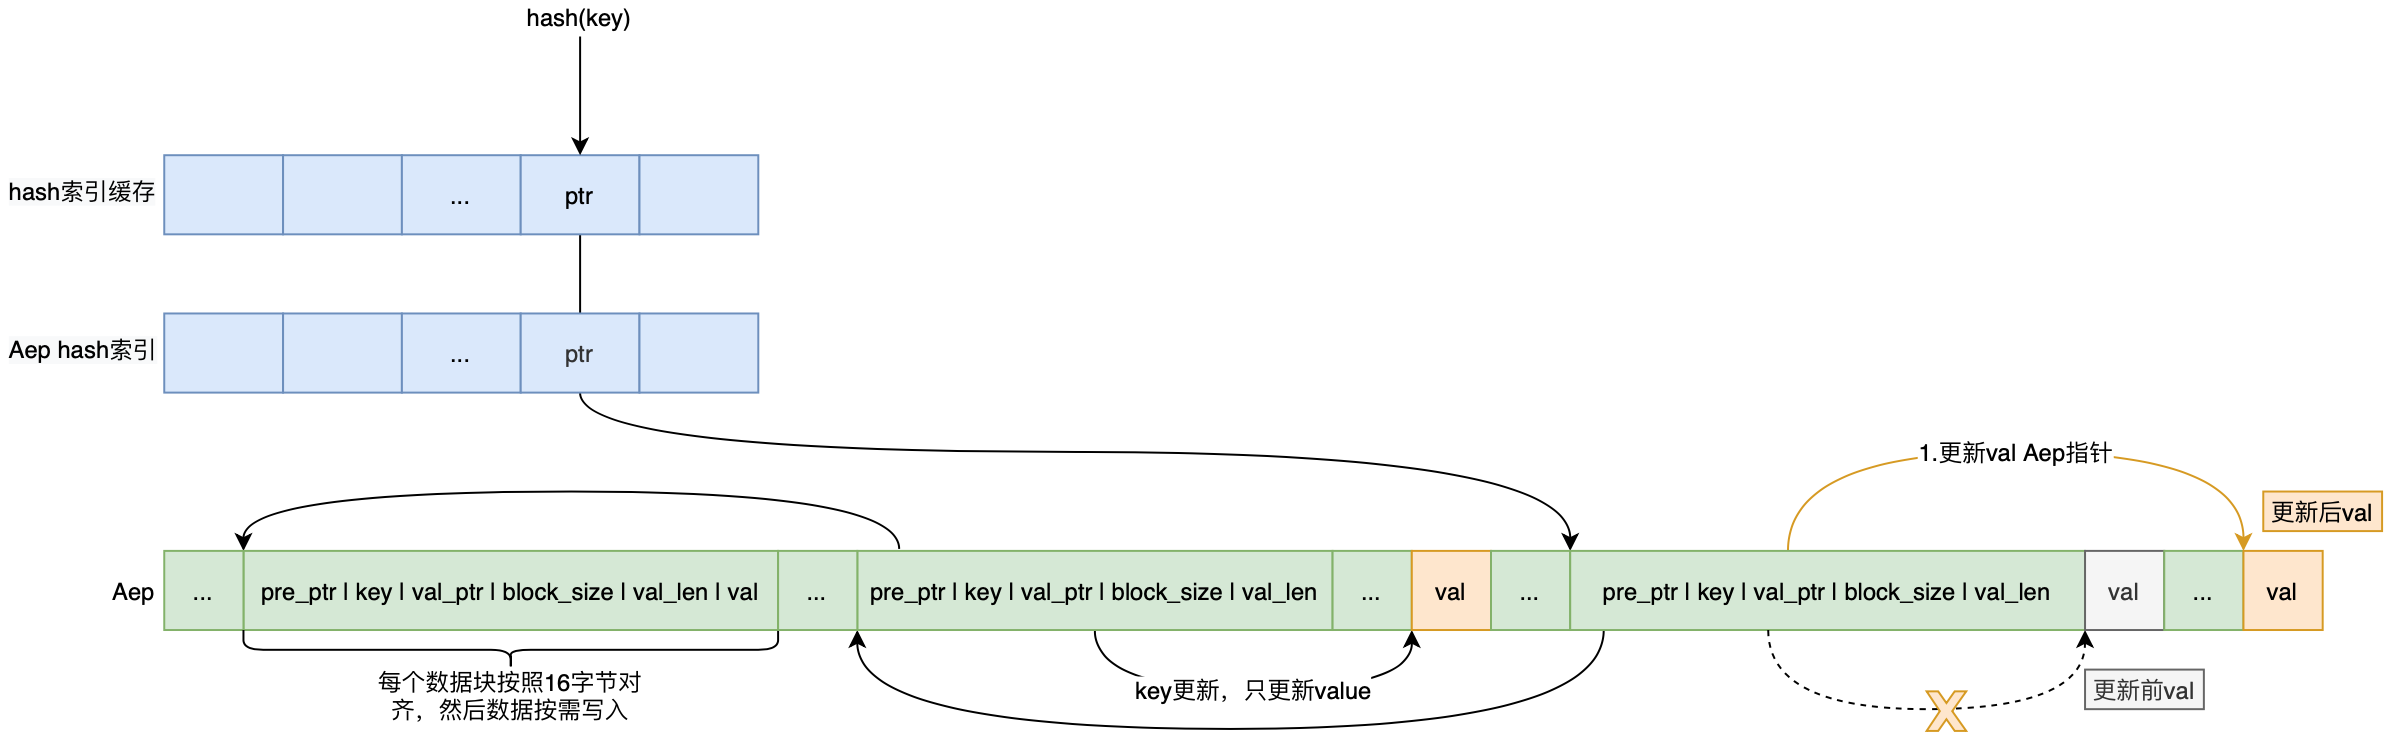 hash(key)
hash索引缓存
... ptr
Aep hash索引
... ptr
1.更新val Aep指针
更新后val
Aep
... pre_ptr | key | val_ptr | block_size | val_len | val ... pre_ptr | key | val_ptr | block_size | val_len ... val ... pre_ptr | key | val_ptr | block_size | val_len val ... val
每个数据块按照16字节对
齐，然后数据按需写入
key更新，只更新value
更新前val
X